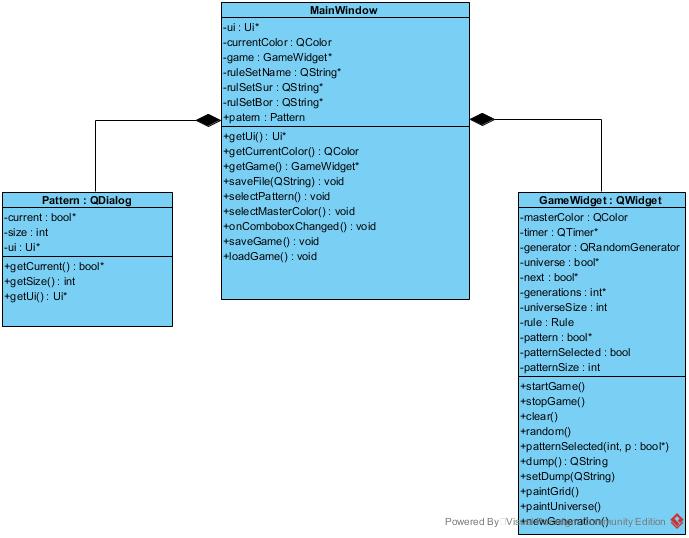 MainWindow
-ui : Ui*
-currentColor : QColor
-game : GameWidget*
-ruleSetName : QString*
-rulSetSur : QString*
-rulSetBor : QString*
+patern : Pattern
+getUi() : Ui*
+getCurrentColor() : QColor
+getGame() : GameWidget*
+saveFile(QString) : void
+selectPattern() : void
+selectMasterColor() : void
+onComboboxChanged() : void
+saveGame() : void
+loadGame() : void
Pattern : QDialog
-current : bool*
-size : int
-ui : Ui*
+getCurrent() : bool*
+getSize() : int
+getUi() : Ui*
GameWidget : QWidget
-masterColor : QColor
-timer : QTimer*
-generator : QRandomGenerator
-universe : bool*
-next : bool*
-generations : int*
-universeSize : int
-rule : Rule
-pattern : bool*
-patternSelected : bool
-patternSize : int
+startGame()
+stopGame()
+clear()
+random()
+patternSelected(int, p : bool*)
+dump() : QString
+setDump(QString)
+paintGrid()
+paintUniverse()
+newGeneration()
Powered By Visual Paradigm Community Edition